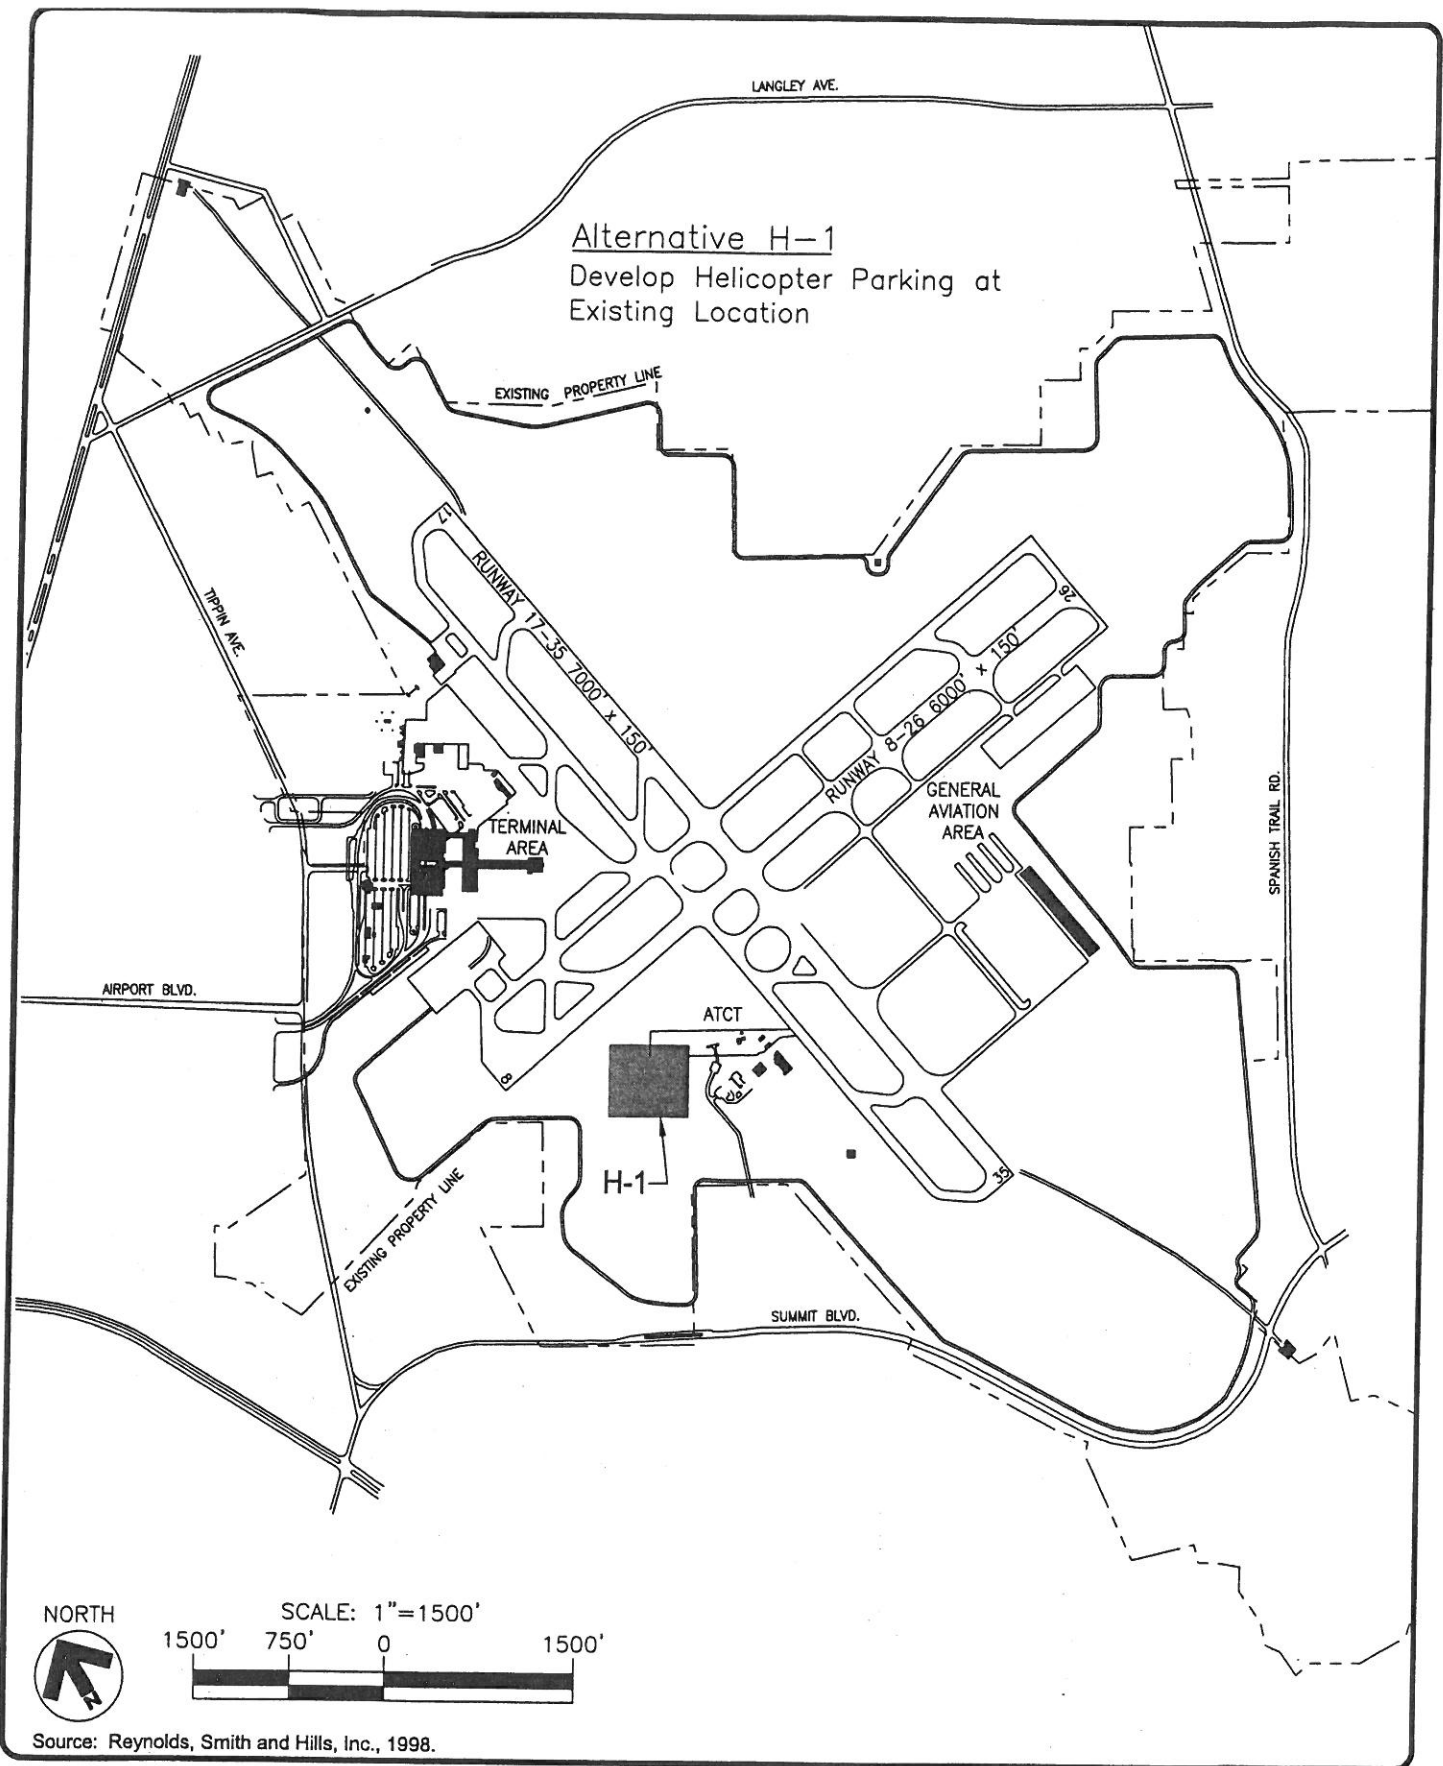 LANGLEY AVE.
Alternative H-1
Develop Helicopter Parking at
Existing Location
EXISTING PROPERTY LINE
17
RUNWAY 17-35 7000' x 150'
26
RUNWAY 8-26 6000' x 150'
TIPPIN AVE.
GENERAL
AVIATION
AREA
TERMINAL
AREA
SPANISH TRAIL RD.
AIRPORT BLVD.
ATCT
8
H-1
35
EXISTING PROPERTY LINE
SUMMIT BLVD.
NORTH
N
SCALE: 1"=1500'
1500' 750' 0 1500'
Source: Reynolds, Smith and Hills, Inc., 1998.